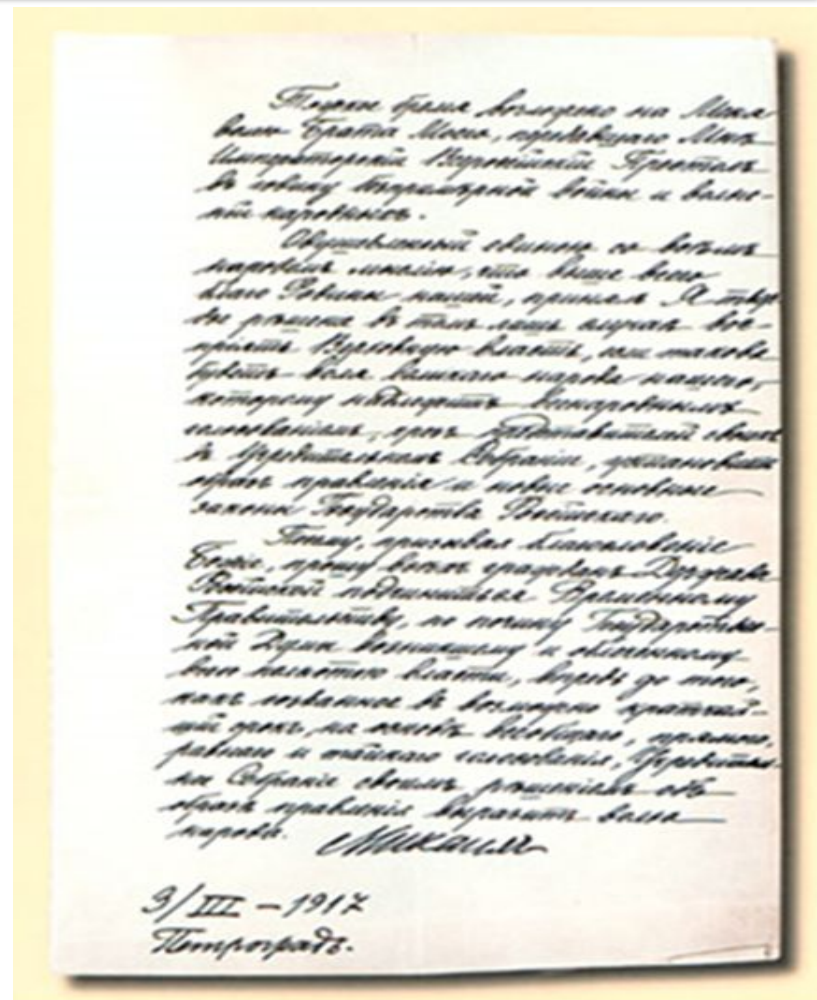 Тяжкое бремя возложено на Меня
волею Брата Моего, передавшаго Мнѣ
Императорскій Всероссійскій Престолъ
въ годину безпримѣрной войны и волне-
ній народныхъ.
Одушевленный единою со всѣмъ
народомъ мыслію, что выше всего
благо Родины нашей, принялъ Я твер-
дое рѣшеніе въ томъ лишь случаѣ вос-
пріять Верховную власть, если такова
будетъ воля великаго народа нашего,
которому надлежитъ всенароднымъ
голосованіемъ, чрезъ представителей своихъ
въ Учредительномъ Собраніи, установить
образъ правленія и новые основные
законы Государства Россійскаго.
Посему, призывая благословеніе
Божіе, прошу всѣхъ гражданъ Державы
Россійской подчиниться Временному
Правительству, по почину Государствен-
ной Думы возникшему и облеченному
всею полнотою власти, впредь до того,
какъ созванное въ возможно кратчай-
шій срокъ, на основѣ всеобщаго, прямого,
равнаго и тайнаго голосованія, Учредитель-
ное Собраніе своимъ рѣшеніемъ объ
образѣ правленія выразитъ волю
народа.
Михаилъ
3/III – 1917
Петроградъ.